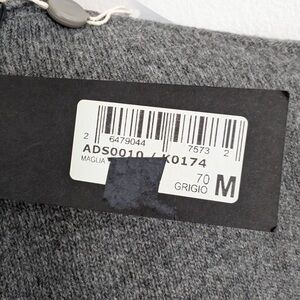 2 6479044 7573 2
ADS0010 / K0174
MAGLIA
70
GRIGIO M